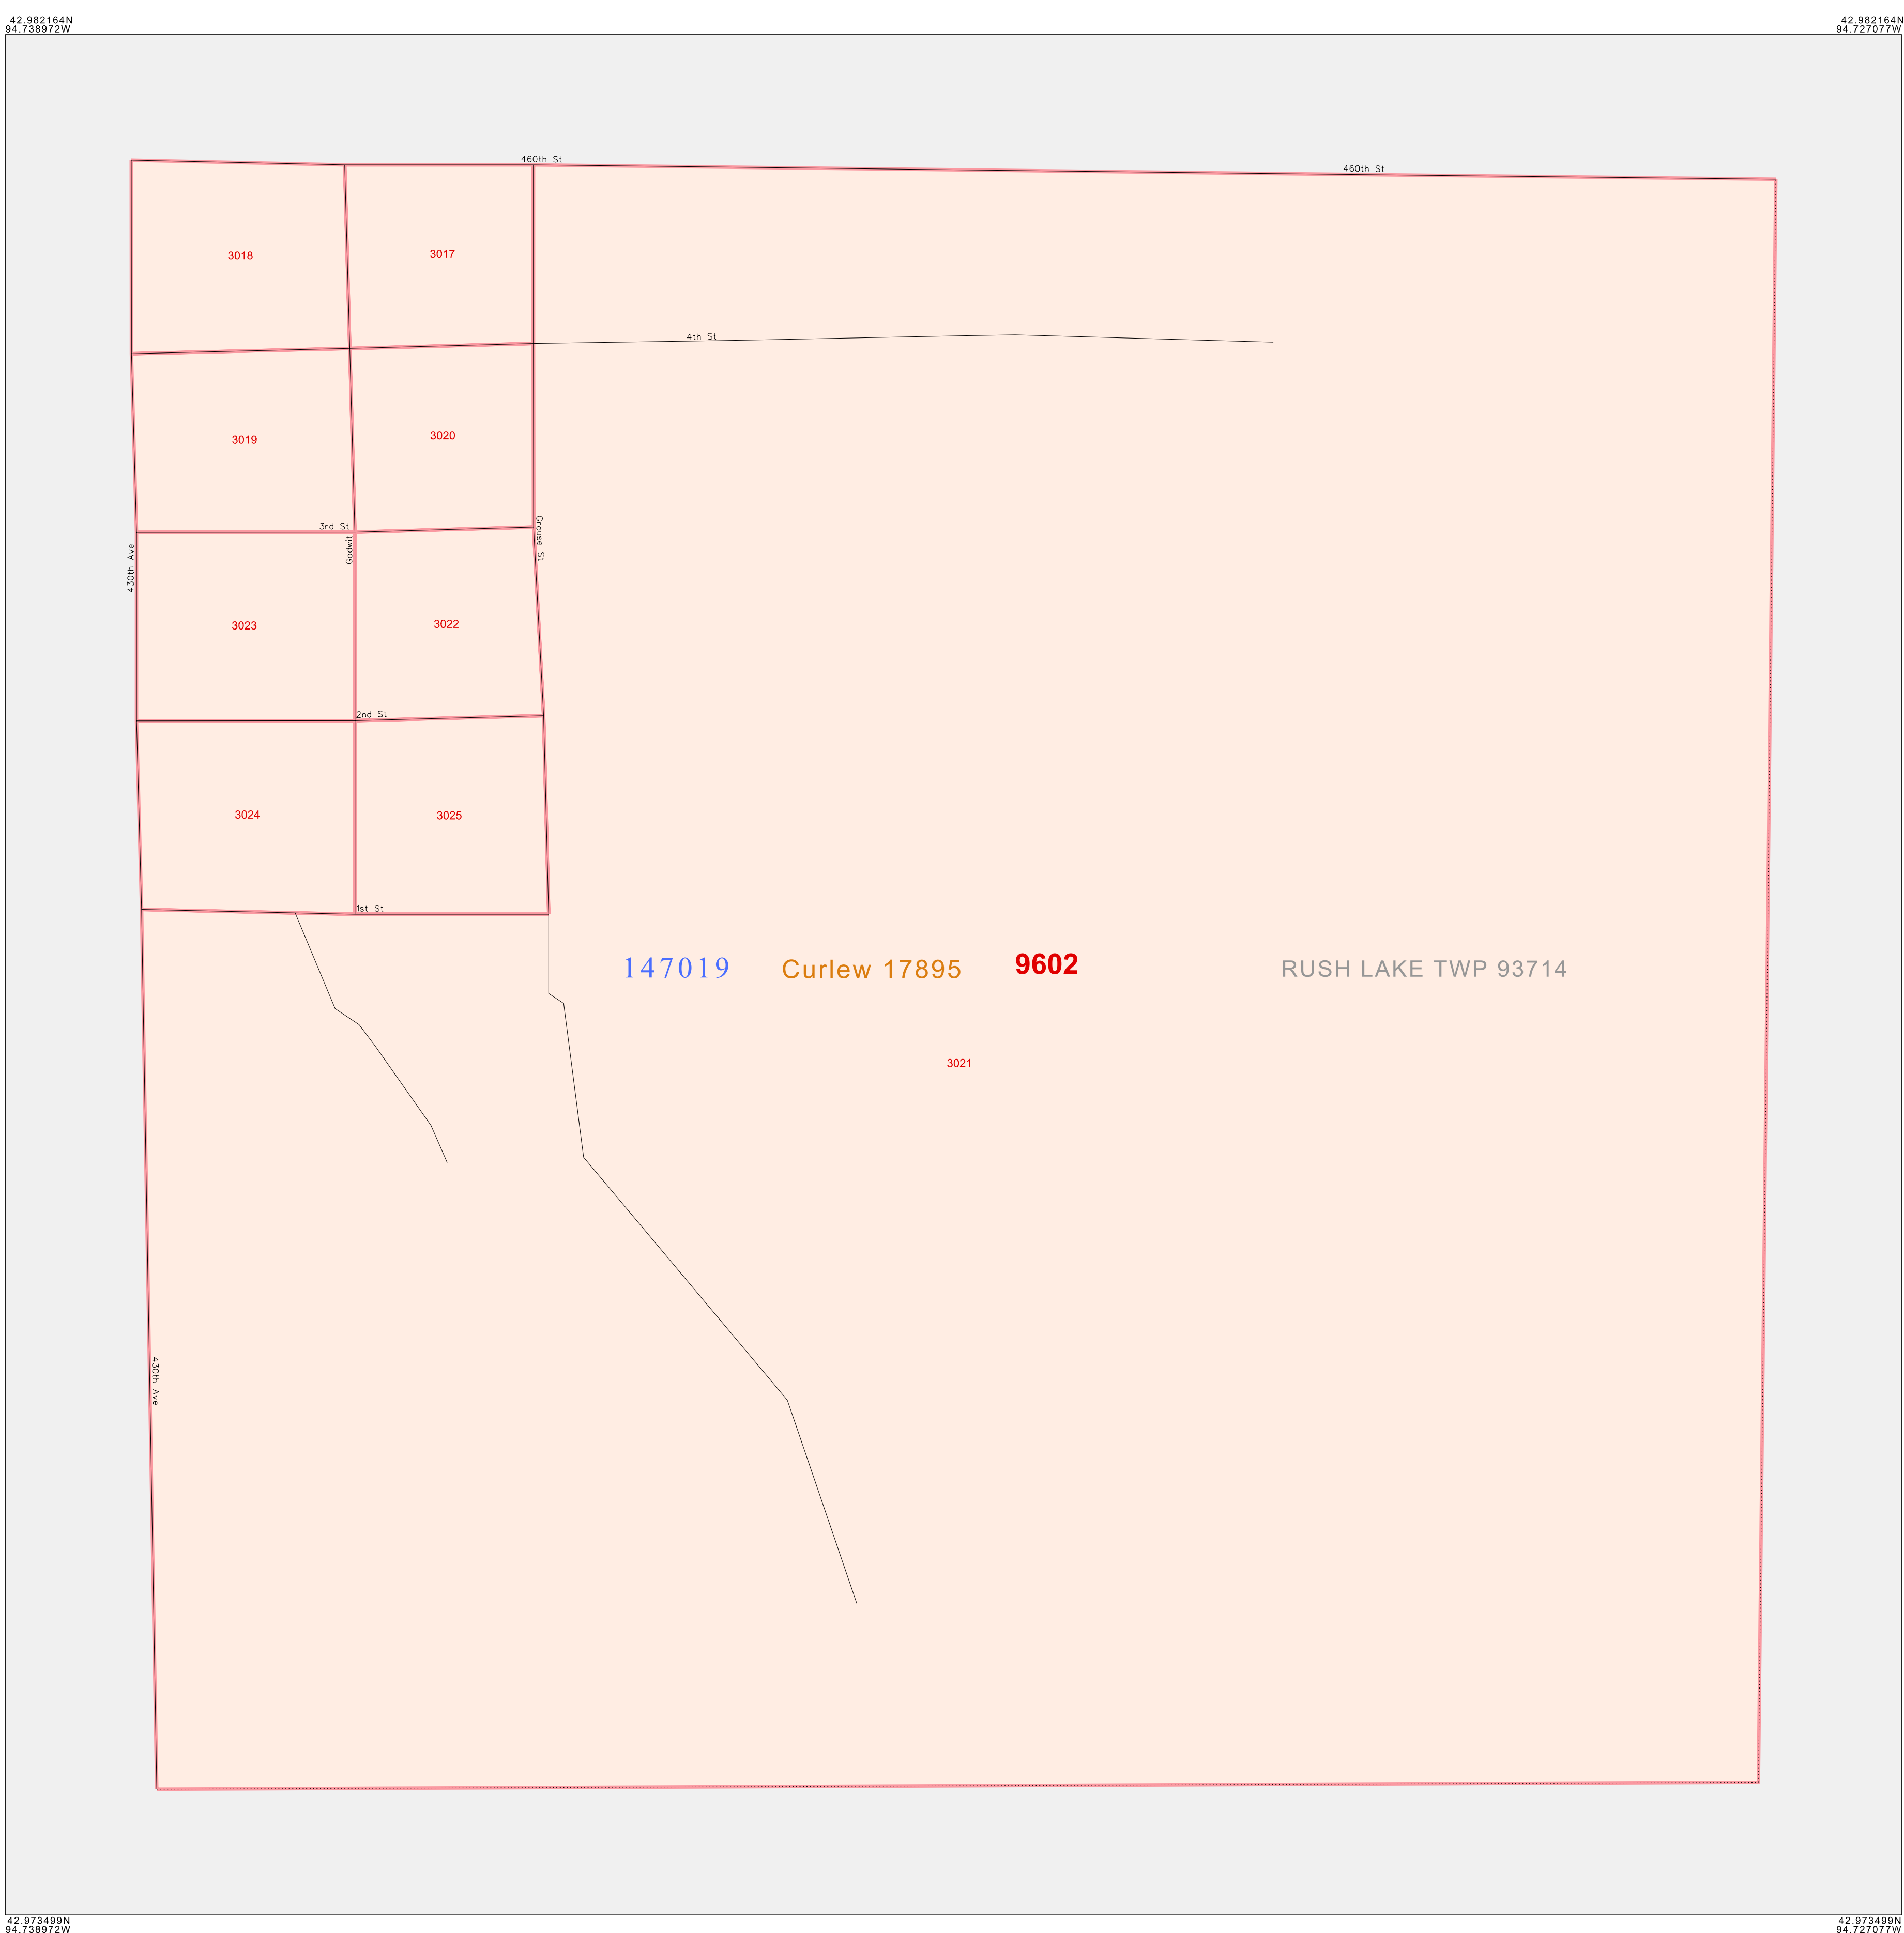 42.982164N
94.738972W
42.982164N
94.727077W
460th St
460th St
3018
3017
4th St
3019
3020
3rd St
Godwit
Grouse St
430th Ave
3023
3022
2nd St
3024
3025
1st St
147019
Curlew 17895
9602
RUSH LAKE TWP 93714
3021
430th Ave
42.973499N
94.738972W
42.973499N
94.727077W